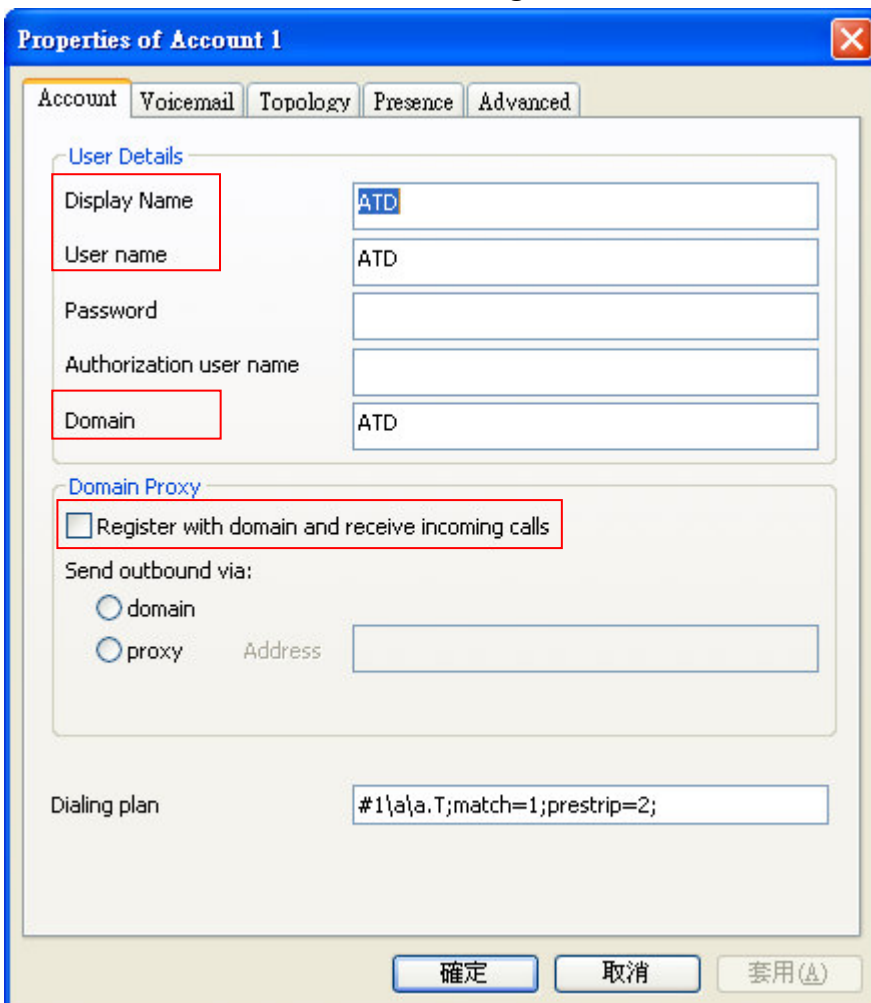 Properties of Account 1
Account Voicemail Topology Presence Advanced
User Details
Display Name ATD
User name ATD
Password
Authorization user name
Domain ATD
Domain Proxy
Register with domain and receive incoming calls
Send outbound via:
domain
proxy Address
Dialing plan #1\a\a.T;match=1;prestrip=2;
確定 取消 套用(A)